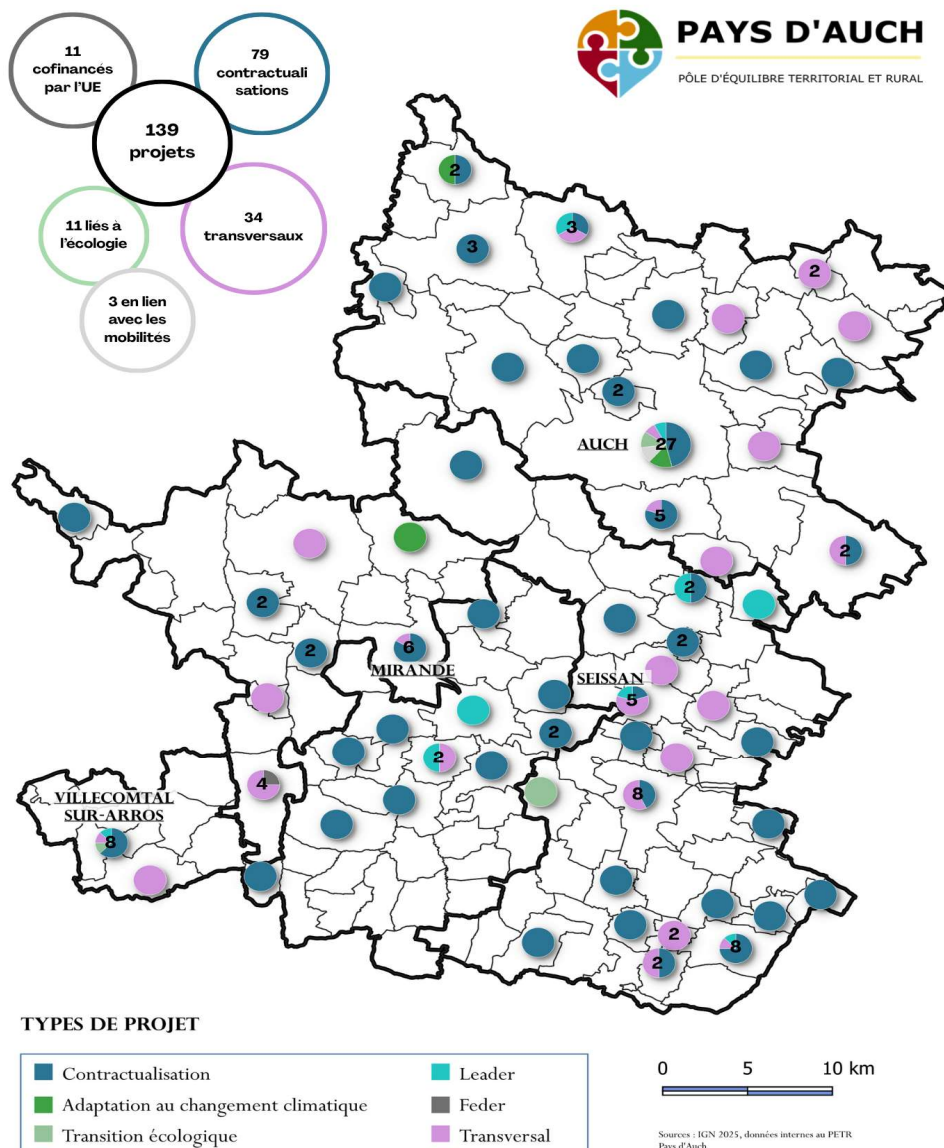 11
cofinancés
par l'UE
79
contractuali
sations
139
projets
11 liés à
l'écologie
34
transversaux
3 en lien
avec les
mobilités
PAYS D'AUCH
PÔLE D'ÉQUILIBRE TERRITORIAL ET RURAL
2
3
3
2
2
AUCH
27
5
2
2
2
2
2
6
MIRANDE
SEISSAN
5
2
2
4
8
VILLECOMTAL
SUR-ARROS
8
2
8
2
TYPES DE PROJET
Contractualisation
Adaptation au changement climatique
Transition écologique
Leader
Feder
Transversal
0 5 10 km
Sources : IGN 2025, données internes au PETR
Pays d'Auch